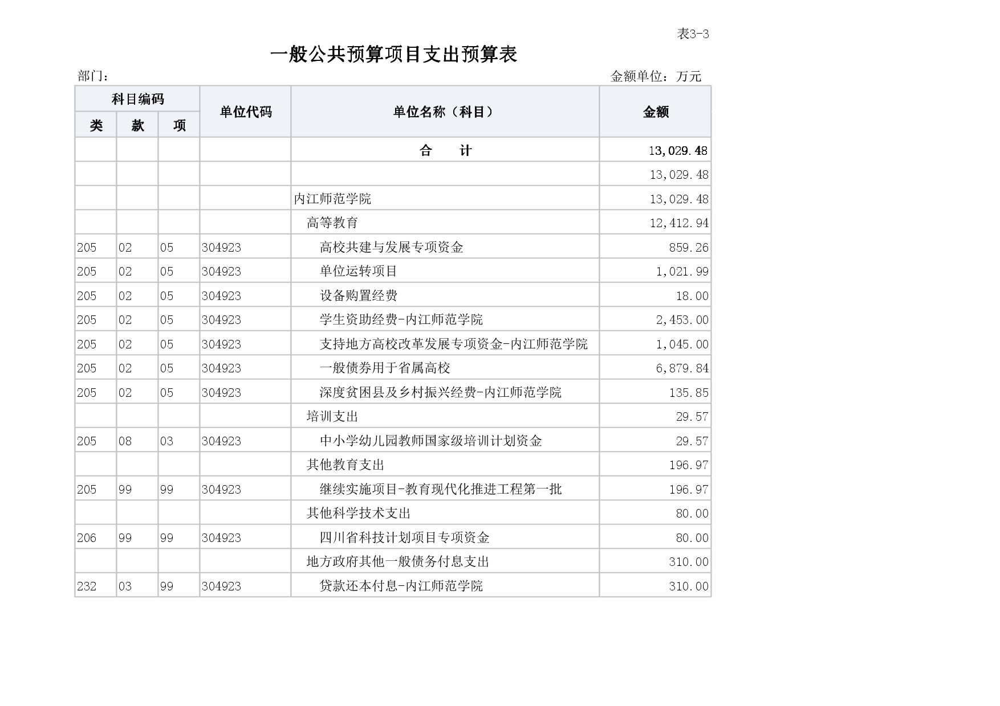 表3-3
一般公共预算项目支出预算表
部门：
金额单位：万元
科目编码 单位代码 单位名称（科目） 金额
类 款 项
合　　计 13,029.48
13,029.48
内江师范学院 13,029.48
高等教育 12,412.94
205 02 05 304923 高校共建与发展专项资金 859.26
205 02 05 304923 单位运转项目 1,021.99
205 02 05 304923 设备购置经费 18.00
205 02 05 304923 学生资助经费-内江师范学院 2,453.00
205 02 05 304923 支持地方高校改革发展专项资金-内江师范学院 1,045.00
205 02 05 304923 一般债券用于省属高校 6,879.84
205 02 05 304923 深度贫困县及乡村振兴经费-内江师范学院 135.85
培训支出 29.57
205 08 03 304923 中小学幼儿园教师国家级培训计划资金 29.57
其他教育支出 196.97
205 99 99 304923 继续实施项目-教育现代化推进工程第一批 196.97
其他科学技术支出 80.00
206 99 99 304923 四川省科技计划项目专项资金 80.00
地方政府其他一般债务付息支出 310.00
232 03 99 304923 贷款还本付息-内江师范学院 310.00